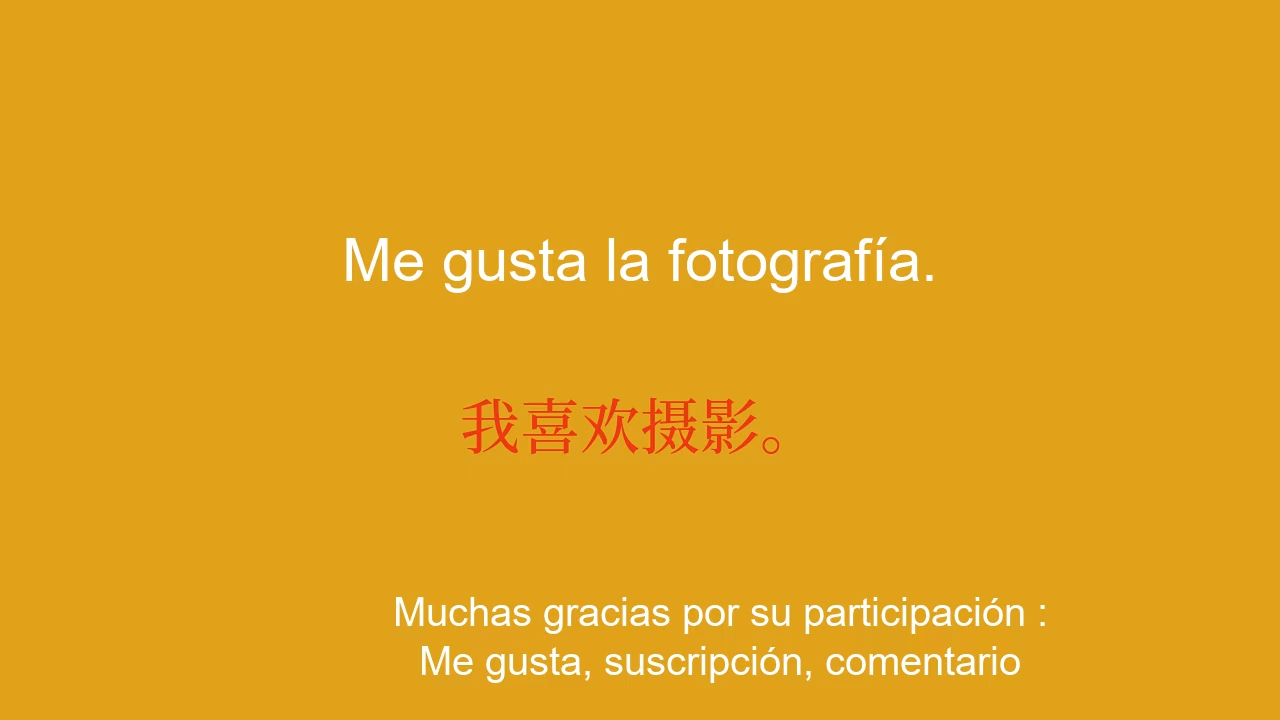 Me gusta la fotografía.
我喜欢摄影。
Muchas gracias por su participación :
Me gusta, suscripción, comentario